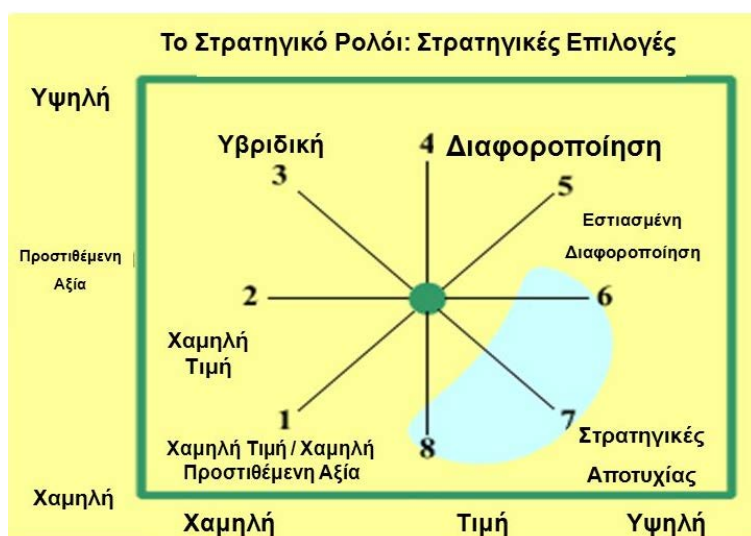 Το Στρατηγικό Ρολόι: Στρατηγικές Επιλογές
Υψηλή
Υβριδική
4
Διαφοροποίηση
3
5
Εστιασμένη
Διαφοροποίηση
Προστιθέμενη
Αξία
2
6
Χαμηλή
Τιμή
1
7
Χαμηλή Τιμή / Χαμηλή
Προστιθέμενη Αξία
8
Στρατηγικές
Αποτυχίας
Χαμηλή
Χαμηλή
Τιμή
Υψηλή